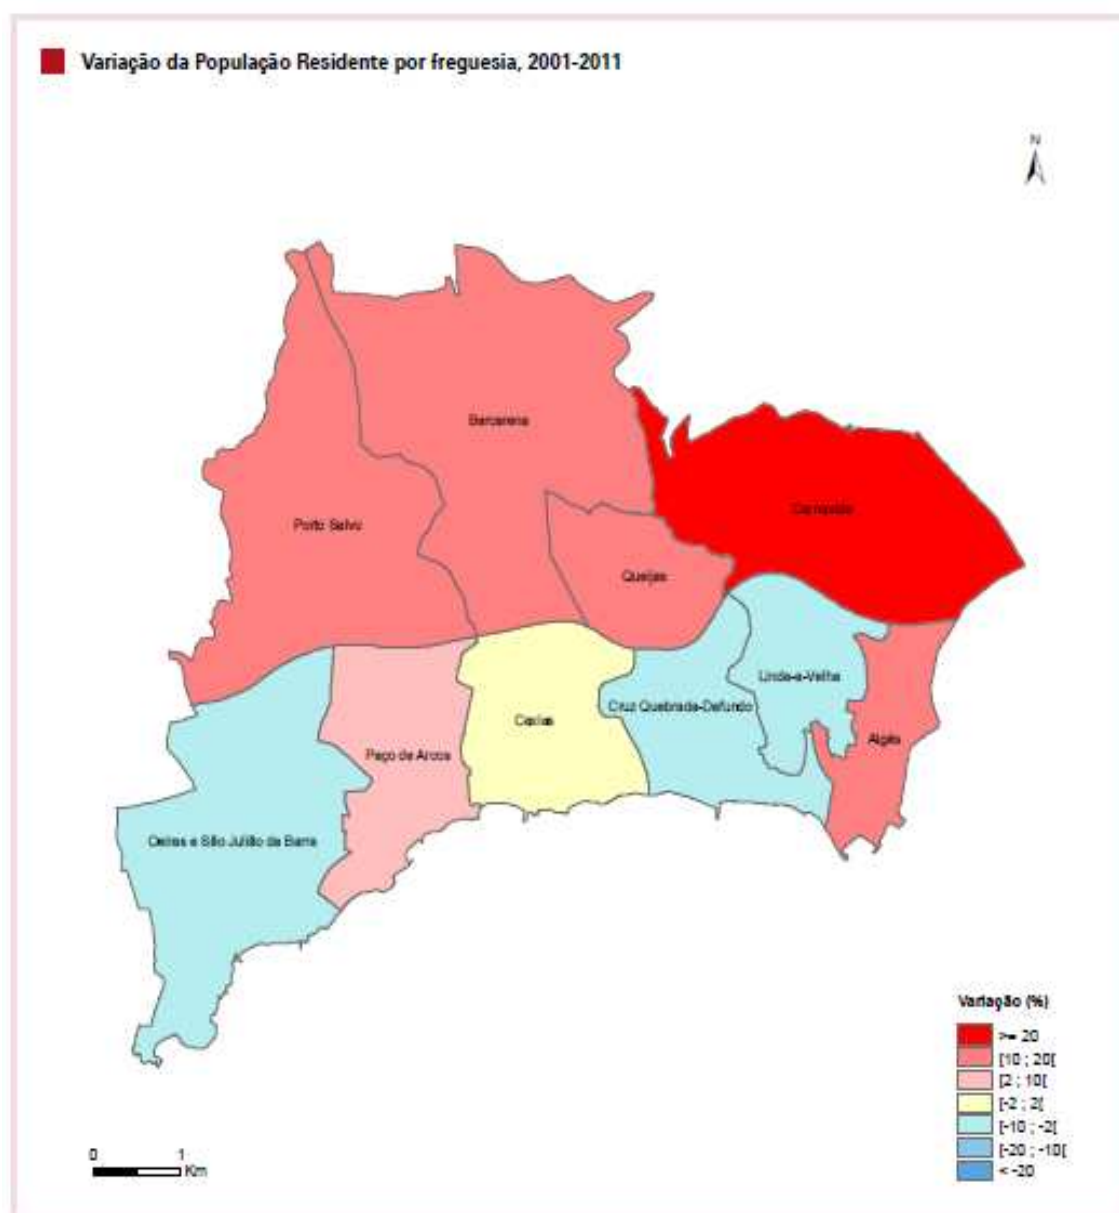 Variação da População Residente por freguesia, 2001-2011
N
Barcarena
Carnaxide
Porto Salvo
Queijas
Linda-a-Velha
Cruz Quebrada-Dafundo
Caxias
Algés
Paço de Arcos
Oeiras e São Julião da Barra
Variação (%)
>= 20
[10 ; 20[
[2 ; 10[
[-2 ; 2[
[-10 ; -2[
[-20 ; -10[
< -20
0 1
Km